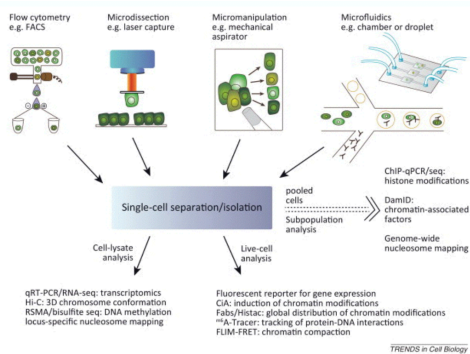 Flow cytometry
e.g. FACS
Microdissection
e.g. laser capture
Micromanipulation
e.g. mechanical
aspirator
Microfluidics
e.g. chamber or droplet
Single-cell separation/isolation
pooled
cells
Subpopulation
analysis
ChIP-qPCR/seq:
histone modifications
DamID:
chromatin-associated
factors
Genome-wide
nucleosome mapping
Cell-lysate
analysis
Live-cell
analysis
qRT-PCR/RNA-seq: transcriptomics
Hi-C: 3D chromosome conformation
RSMA/bisulfite seq: DNA methylation
locus-specific nucleosome mapping
Fluorescent reporter for gene expression
CiA: induction of chromatin modifications
Fabs/Histac: global distribution of chromatin modifications
m6A-Tracer: tracking of protein-DNA interactions
FLIM-FRET: chromatin compaction
TRENDS in Cell Biology